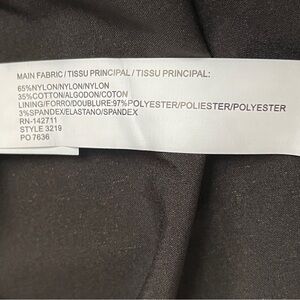 MAIN FABRIC/TISSU PRINCIPAL/TISSU PRINCIPAL:
65%NYLON/NYLON/NYLON
35%COTTON/ALGODON/COTON
LINING/FORRO/DOUBLURE:97%POLYESTER/POLIESTER/POLYESTER
3%SPANDEX/ELASTANO/SPANDEX
RN-142711
STYLE 3219
PO 7636